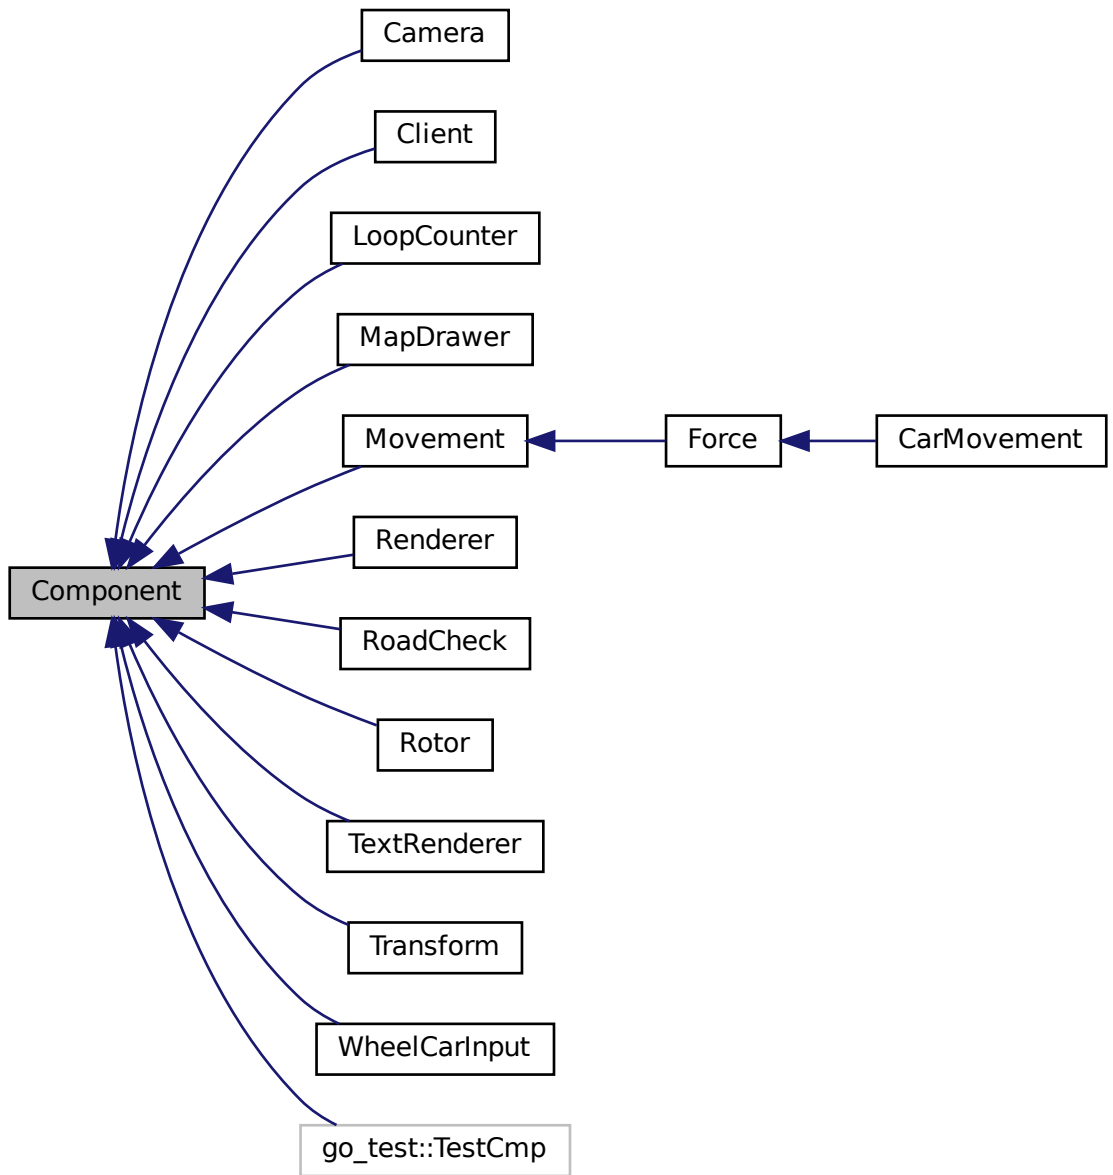 Camera
Client
LoopCounter
MapDrawer
Movement
Force
CarMovement
Renderer
Component
RoadCheck
Rotor
TextRenderer
Transform
WheelCarInput
go_test::TestCmp